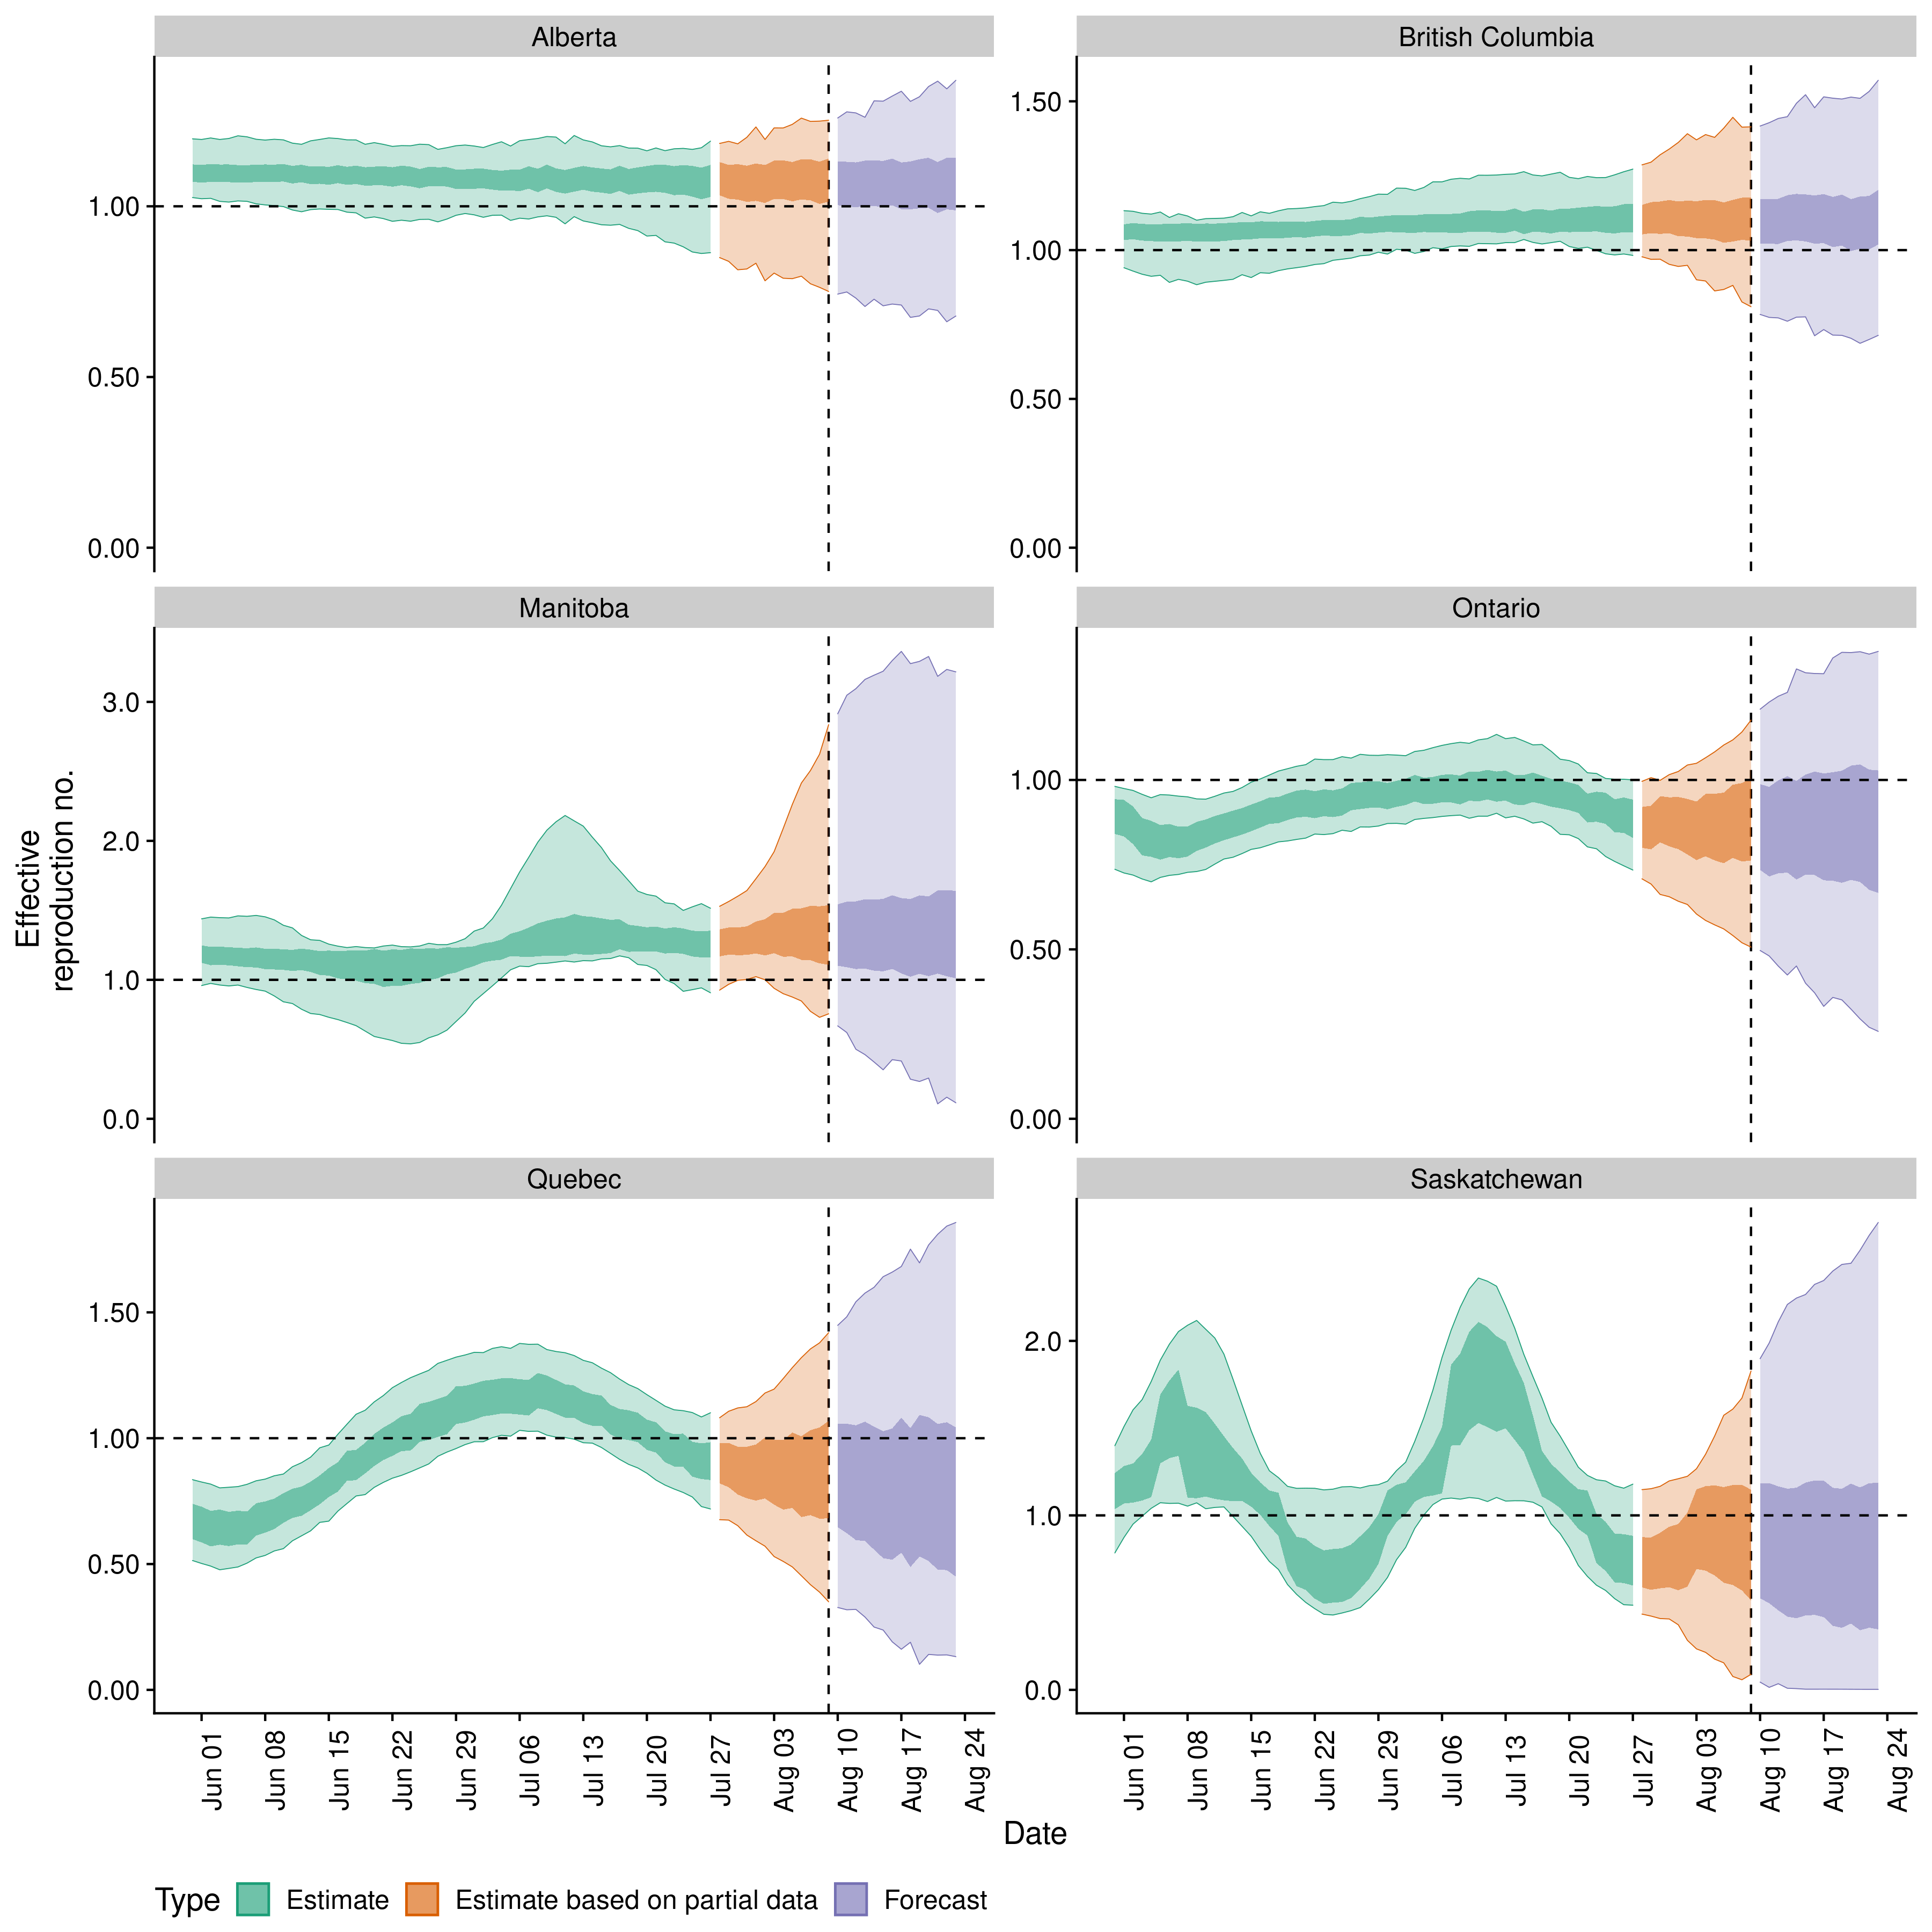 Alberta
British Columbia
1.00
0.50
0.00
1.50
1.00
0.50
0.00
Manitoba
Ontario
3.0
2.0
1.0
0.0
1.00
0.50
0.00
Effective
reproduction no.
Quebec
Saskatchewan
1.50
1.00
0.50
0.00
2.0
1.0
0.0
Jun 01
Jun 08
Jun 15
Jun 22
Jun 29
Jul 06
Jul 13
Jul 20
Jul 27
Aug 03
Aug 10
Aug 17
Aug 24
Jun 01
Jun 08
Jun 15
Jun 22
Jun 29
Jul 06
Jul 13
Jul 20
Jul 27
Aug 03
Aug 10
Aug 17
Aug 24
Date
Type Estimate Estimate based on partial data Forecast